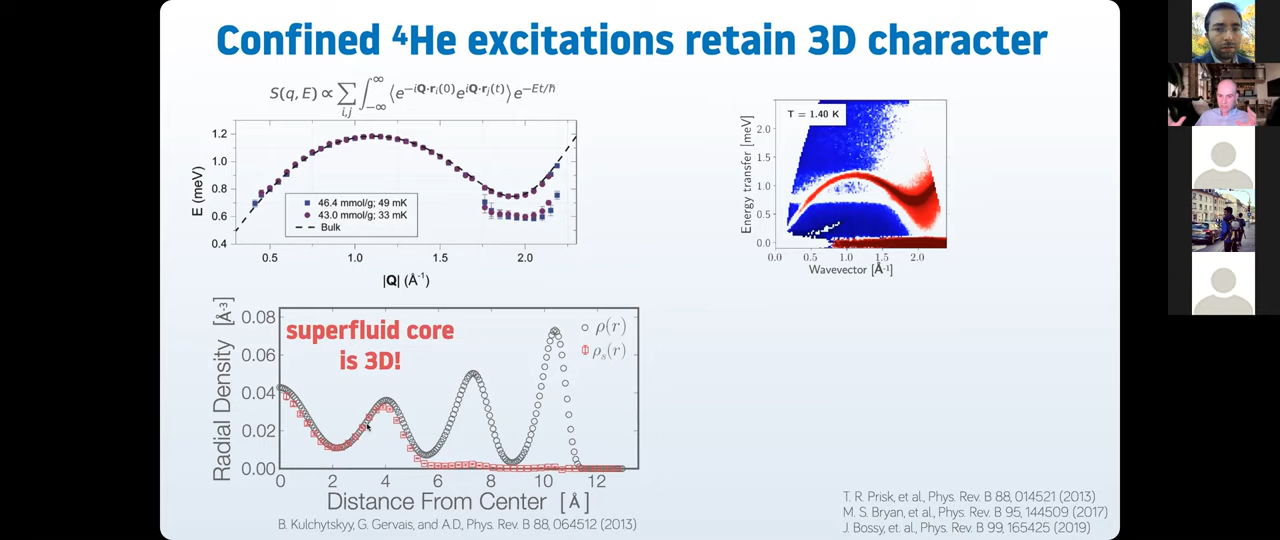 Confined ⁴He excitations retain 3D character
S(q, E) ∝ ∑i,j ∫−∞^∞ ⟨e^−iQ·ri(0) e^iQ·rj(t)⟩ e^−Et/ħ
1.2
1.0
0.8
0.6
0.4
E (meV)
46.4 mmol/g; 49 mK
43.0 mmol/g; 33 mK
Bulk
0.5 1.0 1.5 2.0
|Q| (Å⁻¹)
T = 1.40 K
2.0
1.5
1.0
0.5
0.0
Energy transfer [meV]
0.0 0.5 1.0 1.5 2.0
Wavevector [Å⁻¹]
superfluid core
is 3D!
ρ(r)
ρs(r)
0.08
0.06
0.04
0.02
0.00
Radial Density [Å⁻³]
0 2 4 6 8 10 12
Distance From Center [Å]
B. Kulchytskyy, G. Gervais, and A.D, Phys. Rev. B 88, 064512 (2013)
T. R. Prisk, et al., Phys. Rev. B 88, 014521 (2013)
M. S. Bryan, et al., Phys. Rev. B 95, 144509 (2017)
J. Bossy, et. al., Phys. Rev. B 99, 165425 (2019)